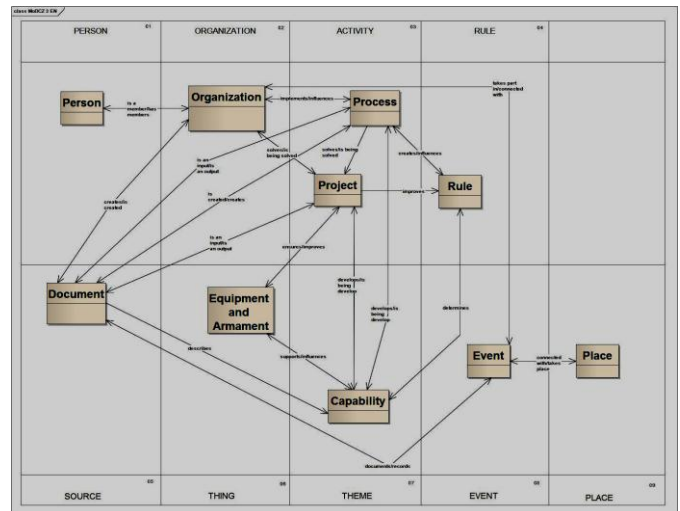 class MoDCZ 3 EN
PERSON
01
ORGANIZATION
02
ACTIVITY
03
RULE
04
takes part
in/connected
with
Person
is a
member/has
members
Organization
implements/influences
Process
solves/is
being solved
solves/is being
solved
creates/influences
is an
input/is
an output
Project
improves
Rule
is
created/creates
creates/is
created
is an
input/is
an output
ensures/improves
Document
Equipment
and
Armament
develops/is
being
develop
develops/is
being
develop
determines
describes
supports/influences
Event
connected
with/takes
place
Place
Capability
documents/records
05
SOURCE
06
THING
07
THEME
08
EVENT
09
PLACE